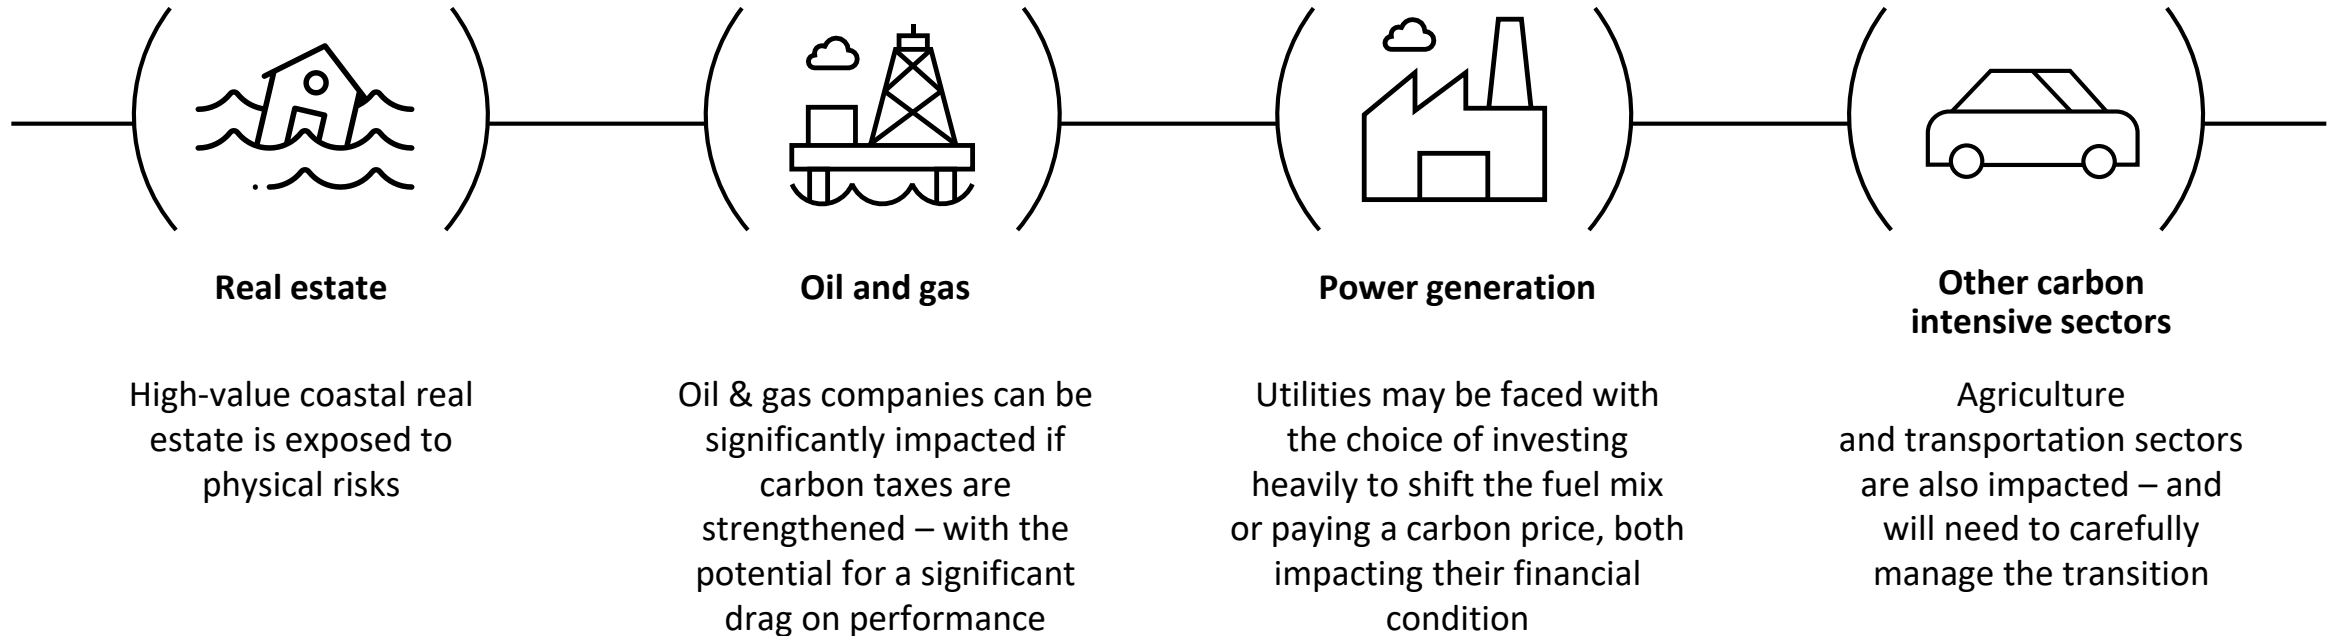 Real estate
High-value coastal real
estate is exposed to
physical risks
Oil and gas
Oil & gas companies can be
significantly impacted if
carbon taxes are
strengthened – with the
potential for a significant
drag on performance
Power generation
Utilities may be faced with
the choice of investing
heavily to shift the fuel mix
or paying a carbon price, both
impacting their financial
condition
Other carbon
intensive sectors
Agriculture
and transportation sectors
are also impacted – and
will need to carefully
manage the transition